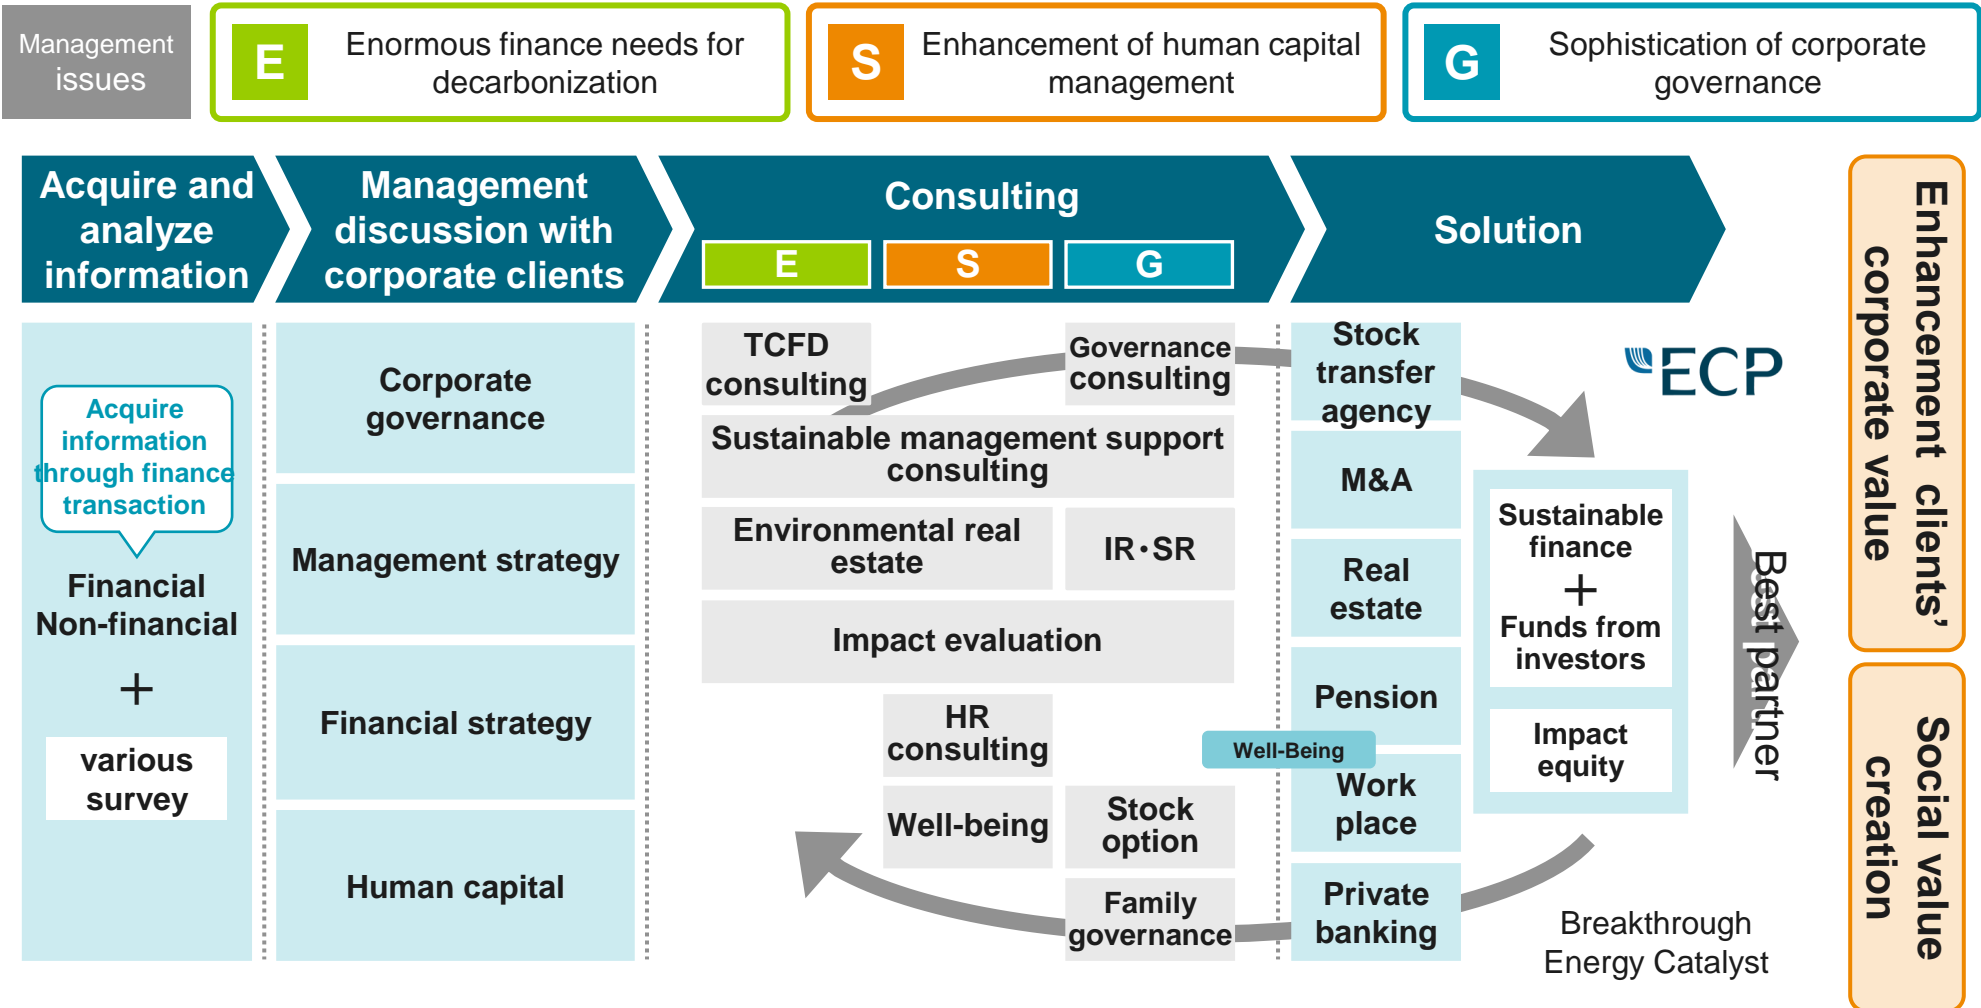 Management
issues
E
Enormous finance needs for
decarbonization
S
Enhancement of human capital
management
G
Sophistication of corporate
governance
Acquire and
analyze
information
Management
discussion with
corporate clients
Consulting
E
S
G
Solution
Acquire
information
through finance
transaction
Financial
Non-financial
+
various
survey
Corporate
governance
Management strategy
Financial strategy
Human capital
TCFD
consulting
Governance
consulting
Sustainable management support
consulting
Environmental real
estate
IR・SR
Impact evaluation
HR
consulting
Well-being
Stock
option
Family
governance
Stock
transfer
agency
M&A
Real
estate
Pension
Well-Being
Work
place
Private
banking
ECP
Sustainable
finance
+
Funds from
investors
Impact
equity
Breakthrough
Energy Catalyst
Best partner
Enhancement clients’
corporate value
Social value
creation